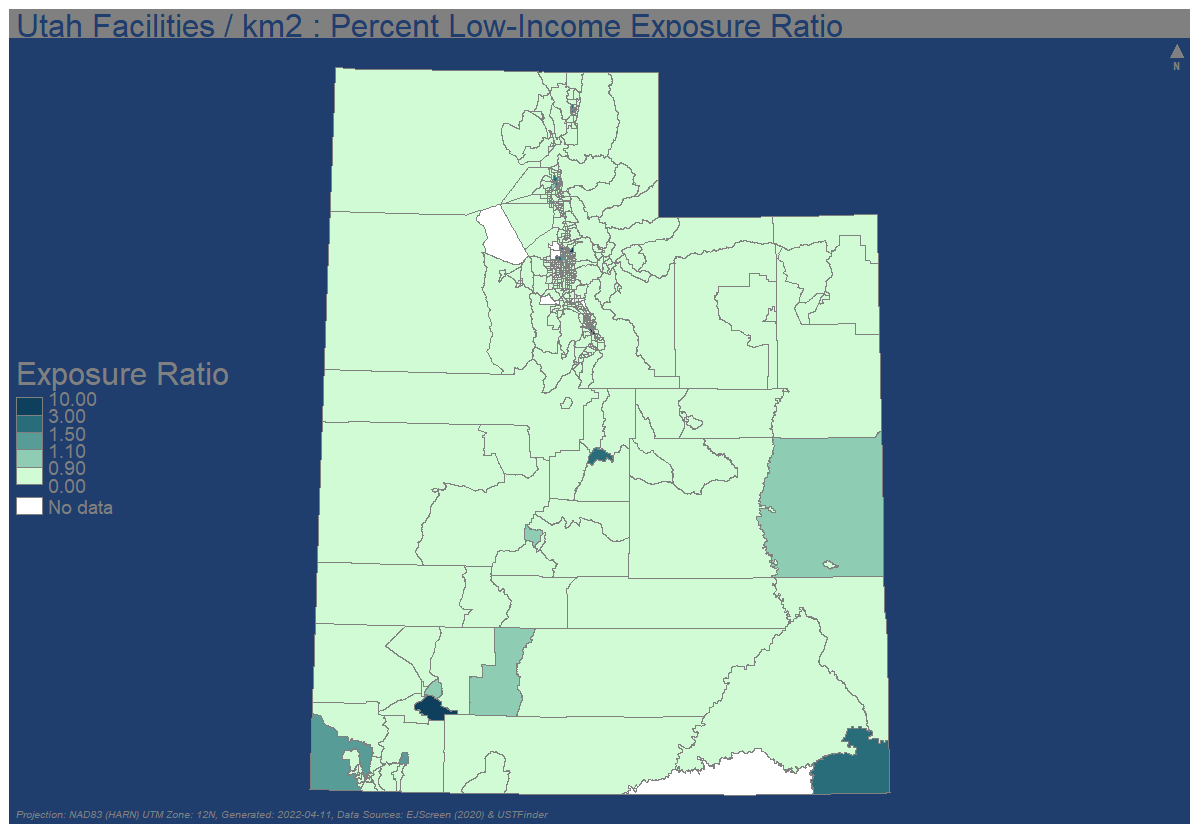 Utah Facilities / km2 : Percent Low-Income Exposure Ratio
N
Exposure Ratio
10.00
3.00
1.50
1.10
0.90
0.00
No data
Projection: NAD83 (HARN) UTM Zone: 12N, Generated: 2022-04-11, Data Sources: EJScreen (2020) & USTFinder